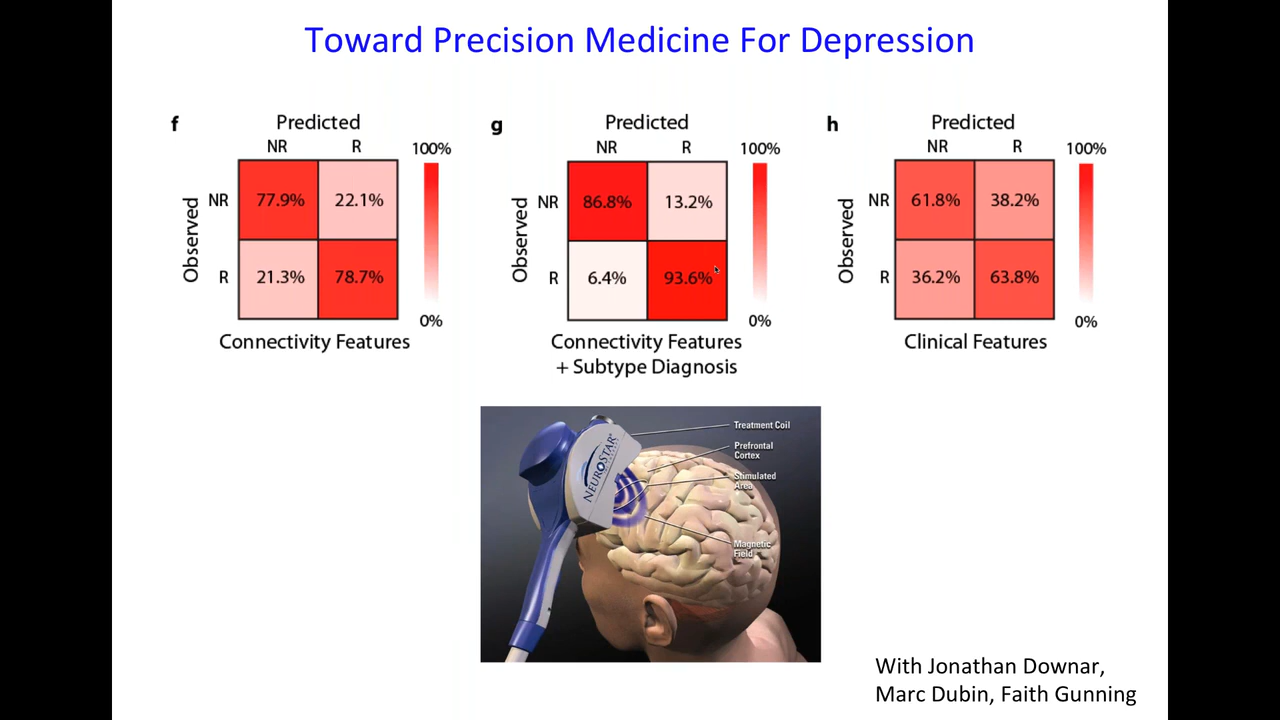 Toward Precision Medicine For Depression
f
Predicted
NR R
100%
Observed
NR 77.9% 22.1%
R 21.3% 78.7%
0%
Connectivity Features
g
Predicted
NR R
100%
Observed
NR 86.8% 13.2%
R 6.4% 93.6%
0%
Connectivity Features
+ Subtype Diagnosis
h
Predicted
NR R
100%
Observed
NR 61.8% 38.2%
R 36.2% 63.8%
0%
Clinical Features
NEUROSTAR
Treatment Coil
Prefrontal
Cortex
Stimulated
Area
Magnetic
Field
With Jonathan Downar,
Marc Dubin, Faith Gunning